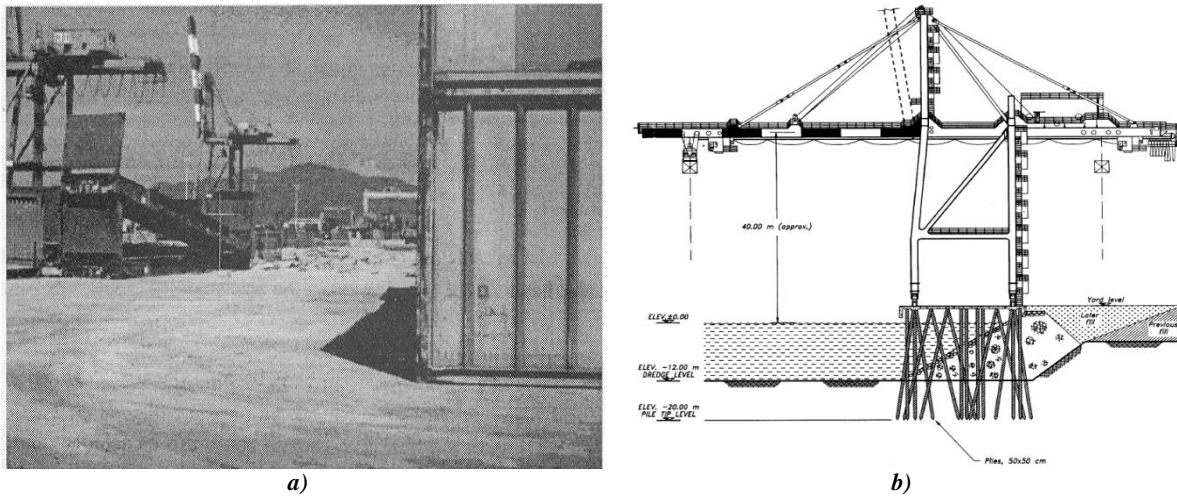 40.00 m (approx.)
Yard level
ELEV.±0.00
Later
fill
Previous
fill
ELEV. -12.00 m
DREDGE LEVEL
ELEV. -20.00 m
PILE TIP LEVEL
Piles, 50x50 cm
a)
b)